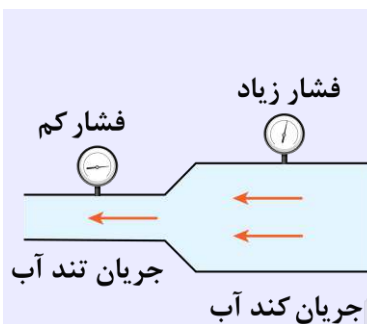 فشار زیاد
فشار کم
جریان تند آب
جریان کند آب